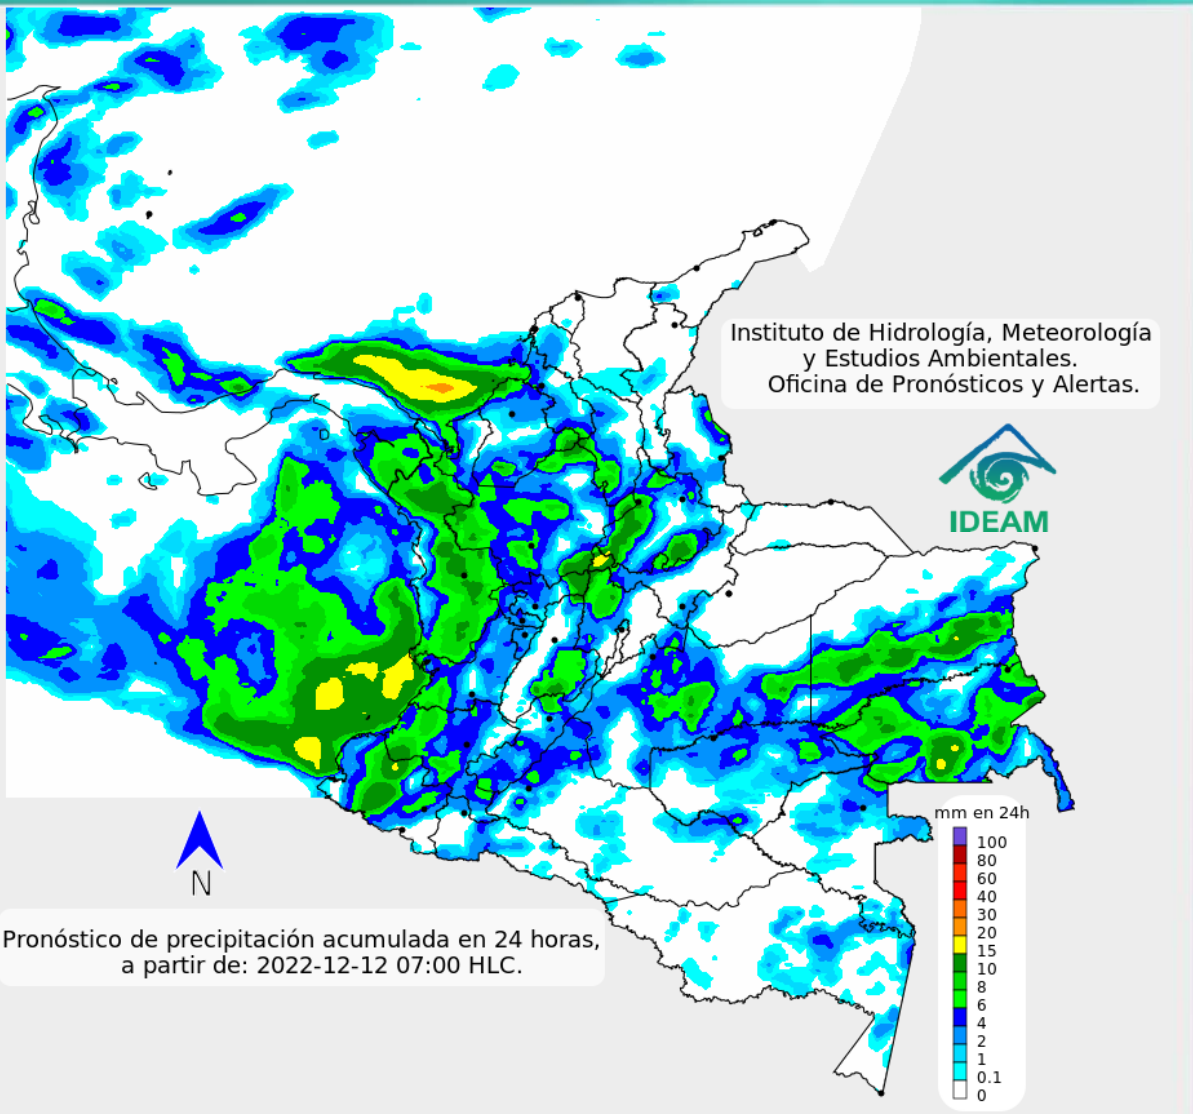 Instituto de Hidrología, Meteorología
y Estudios Ambientales.
Oficina de Pronósticos y Alertas.
IDEAM
mm en 24h
100
80
60
40
30
20
15
10
8
6
4
2
1
0.1
0
N
Pronóstico de precipitación acumulada en 24 horas,
a partir de: 2022-12-12 07:00 HLC.